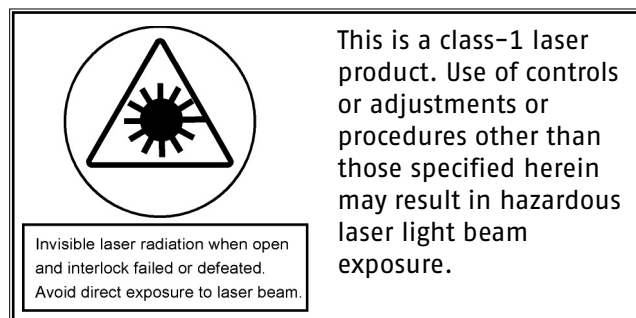 This is a class-1 laser
product. Use of controls
or adjustments or
procedures other than
those specified herein
may result in hazardous
laser light beam
exposure.
Invisible laser radiation when open
and interlock failed or defeated.
Avoid direct exposure to laser beam.